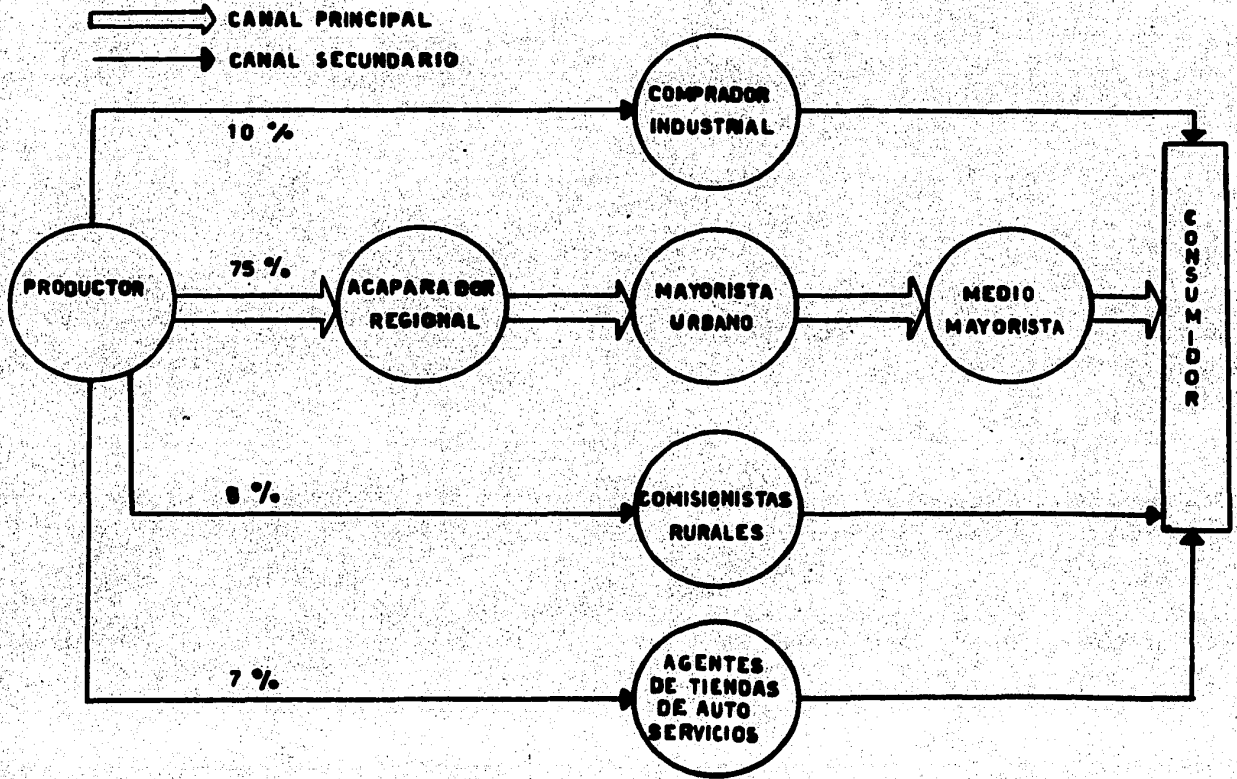 CANAL PRINCIPAL
CANAL SECUNDARIO
COMPRADOR
INDUSTRIAL
10 %
PRODUCTOR
75 %
ACAPARADOR
REGIONAL
MAYORISTA
URBANO
MEDIO
MAYORISTA
CONSUMIDOR
8 %
COMISIONISTAS
RURALES
7 %
AGENTES
DE TIENDAS
DE AUTO
SERVICIOS